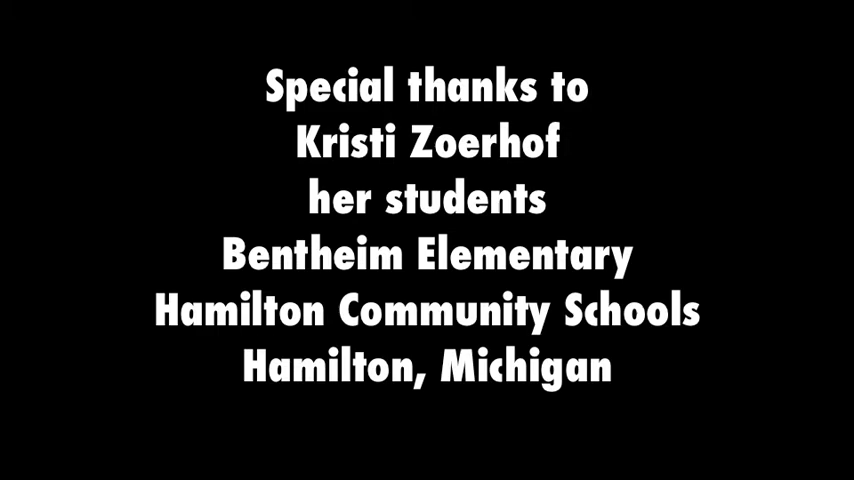 Special thanks to
Kristi Zoerhof
her students
Bentheim Elementary
Hamilton Community Schools
Hamilton, Michigan